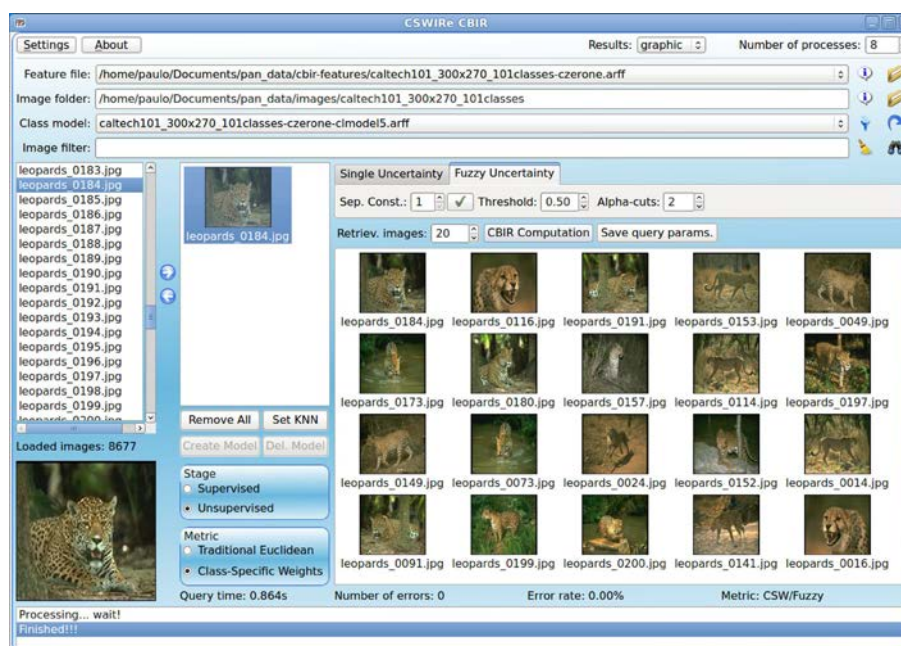 CSWIRe CBIR
Settings About Results: graphic Number of processes: 8
Feature file: /home/paulo/Documents/pan_data/cbir-features/caltech101_300x270_101classes-czerone.arff
Image folder: /home/paulo/Documents/pan_data/images/caltech101_300x270_101classes
Class model: caltech101_300x270_101classes-czerone-clmodel5.arff
Image filter:
leopards_0183.jpg
leopards_0184.jpg
leopards_0185.jpg
leopards_0186.jpg
leopards_0187.jpg
leopards_0188.jpg
leopards_0189.jpg
leopards_0190.jpg
leopards_0191.jpg
leopards_0192.jpg
leopards_0193.jpg
leopards_0194.jpg
leopards_0195.jpg
leopards_0196.jpg
leopards_0197.jpg
leopards_0198.jpg
leopards_0199.jpg
leopards_0200.jpg
Loaded images: 8677
leopards_0184.jpg
Remove All Set KNN
Create Model Del. Model
Stage
Supervised
Unsupervised
Metric
Traditional Euclidean
Class-Specific Weights
Query time: 0.864s
Single Uncertainty Fuzzy Uncertainty
Sep. Const.: 1 Threshold: 0.50 Alpha-cuts: 2
Retriev. images: 20 CBIR Computation Save query params.
leopards_0184.jpg leopards_0116.jpg leopards_0191.jpg leopards_0153.jpg leopards_0049.jpg
leopards_0173.jpg leopards_0180.jpg leopards_0157.jpg leopards_0114.jpg leopards_0197.jpg
leopards_0149.jpg leopards_0073.jpg leopards_0024.jpg leopards_0152.jpg leopards_0014.jpg
leopards_0091.jpg leopards_0199.jpg leopards_0200.jpg leopards_0141.jpg leopards_0016.jpg
Number of errors: 0 Error rate: 0.00% Metric: CSW/Fuzzy
Processing... wait!
Finished!!!